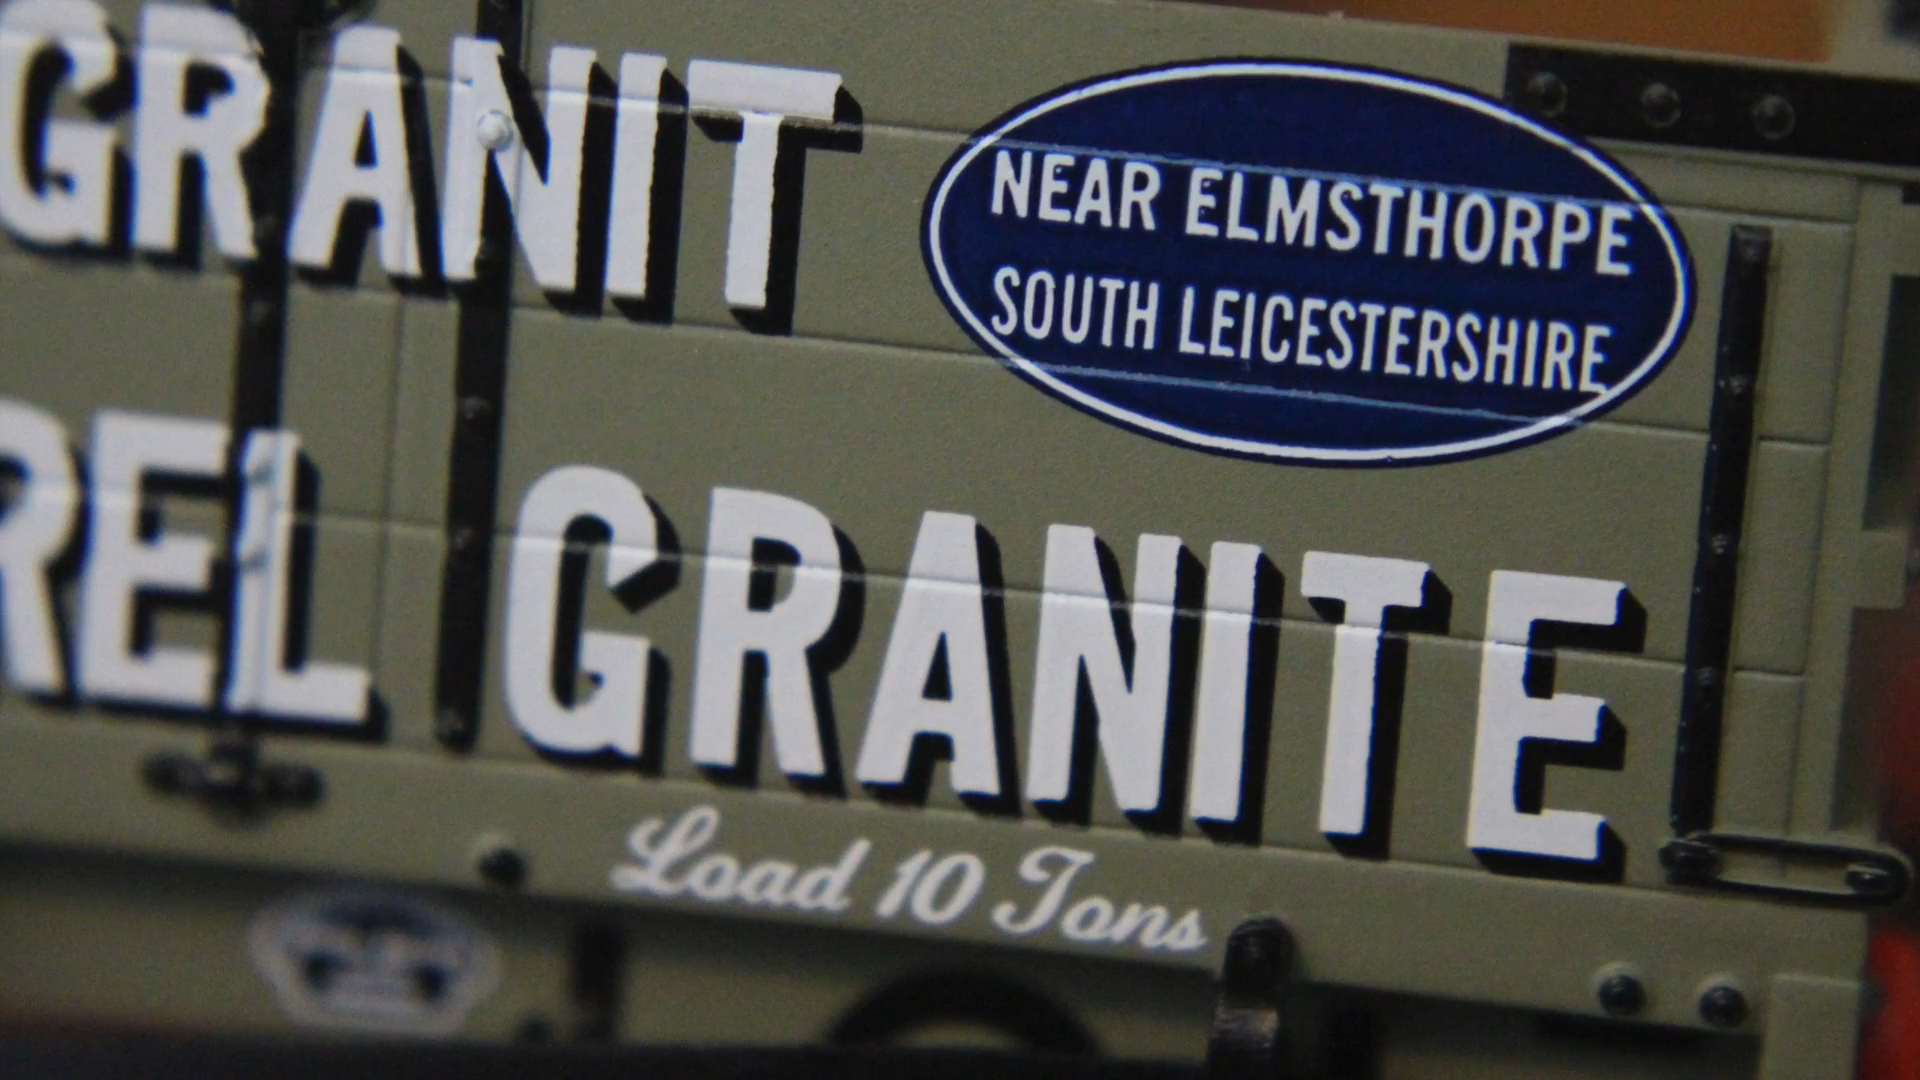 GRANIT
NEAR ELMSTHORPE
SOUTH LEICESTERSHIRE
REL GRANITE
Load 10 Tons